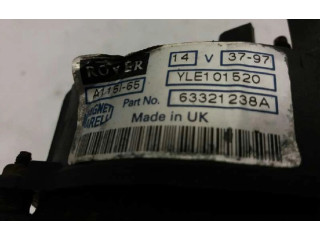 ROVER 14 V 37-97
A115I-65 YLE101520
Part No. 63321238A
MAGNETI MARELLI Made in UK